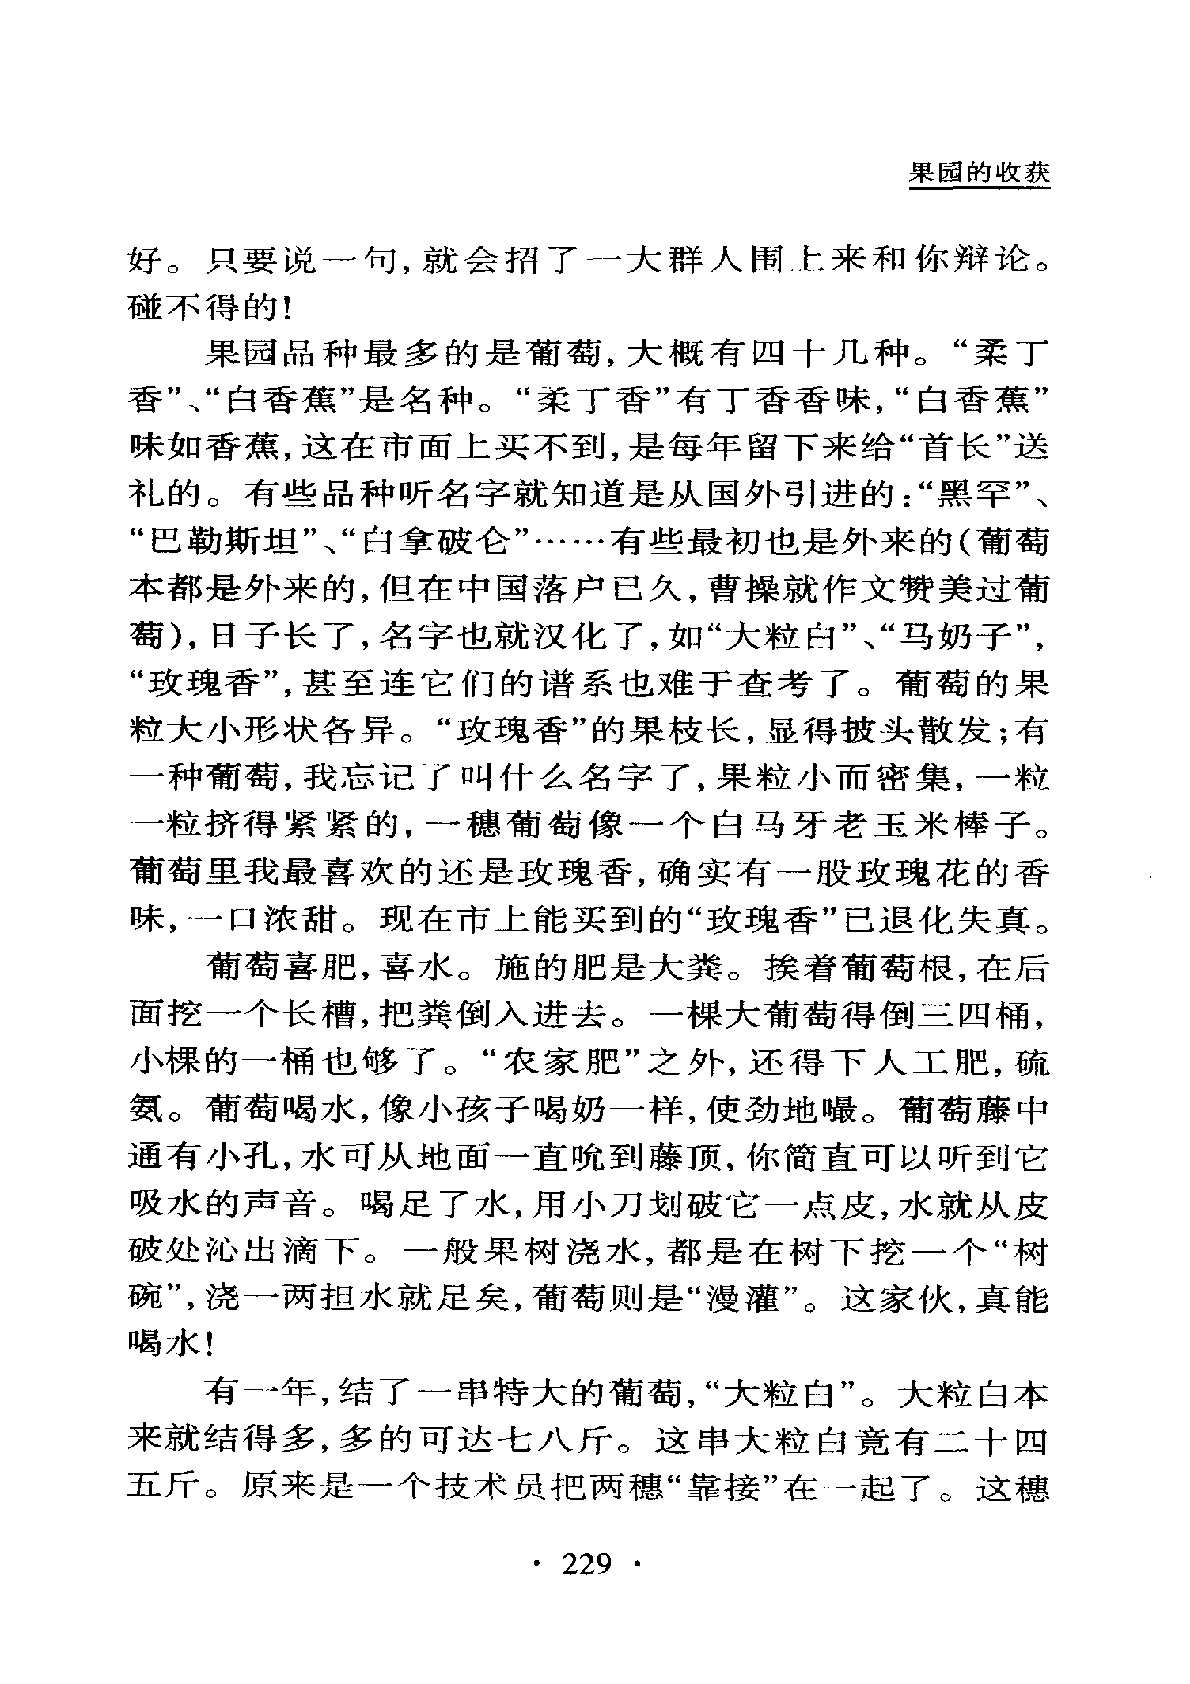 果园的收获
好。只要说一句,就会招了一大群人围上来和你辩论。
碰不得的!
果园品种最多的是葡萄,大概有四十几种。“柔丁
香”、“白香蕉”是名种。“柔丁香”有丁香香味,“白香蕉”
味如香蕉,这在市面上买不到,是每年留下来给“首长”送
礼的。有些品种听名字就知道是从国外引进的:“黑罕”、
“巴勒斯坦”、“白拿破仑”……有些最初也是外来的(葡萄
本都是外来的,但在中国落户已久,曹操就作文赞美过葡
萄),日子长了,名字也就汉化了,如“大粒白”、“马奶子”,
“玫瑰香”,甚至连它们的谱系也难于查考了。葡萄的果
粒大小形状各异。“玫瑰香”的果枝长,显得披头散发;有
一种葡萄,我忘记了叫什么名字了,果粒小而密集,一粒
一粒挤得紧紧的,一穗葡萄像一个白马牙老玉米棒子。
葡萄里我最喜欢的还是玫瑰香,确实有一股玫瑰花的香
味,一口浓甜。现在市上能买到的“玫瑰香”已退化失真。
葡萄喜肥,喜水。施的肥是大粪。挨着葡萄根,在后
面挖一个长槽,把粪倒入进去。一棵大葡萄得倒三四桶,
小棵的一桶也够了。“农家肥”之外,还得下人工肥,硫
氨。葡萄喝水,像小孩子喝奶一样,使劲地嘬。葡萄藤中
通有小孔,水可从地面一直吮到藤顶,你简直可以听到它
吸水的声音。喝足了水,用小刀划破它一点皮,水就从皮
破处沁出滴下。一般果树浇水,都是在树下挖一个“树
碗”,浇一两担水就足矣,葡萄则是“漫灌”。这家伙,真能
喝水!
有一年,结了一串特大的葡萄,“大粒白”。大粒白本
来就结得多,多的可达七八斤。这串大粒白竟有二十四
五斤。原来是一个技术员把两穗“靠接”在一起了。这穗
· 229 ·